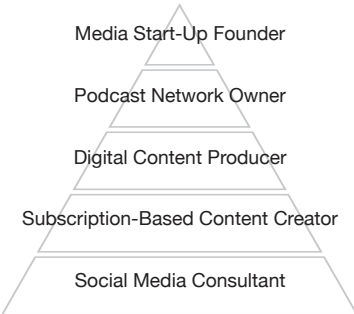 Media Start-Up Founder
Podcast Network Owner
Digital Content Producer
Subscription-Based Content Creator
Social Media Consultant